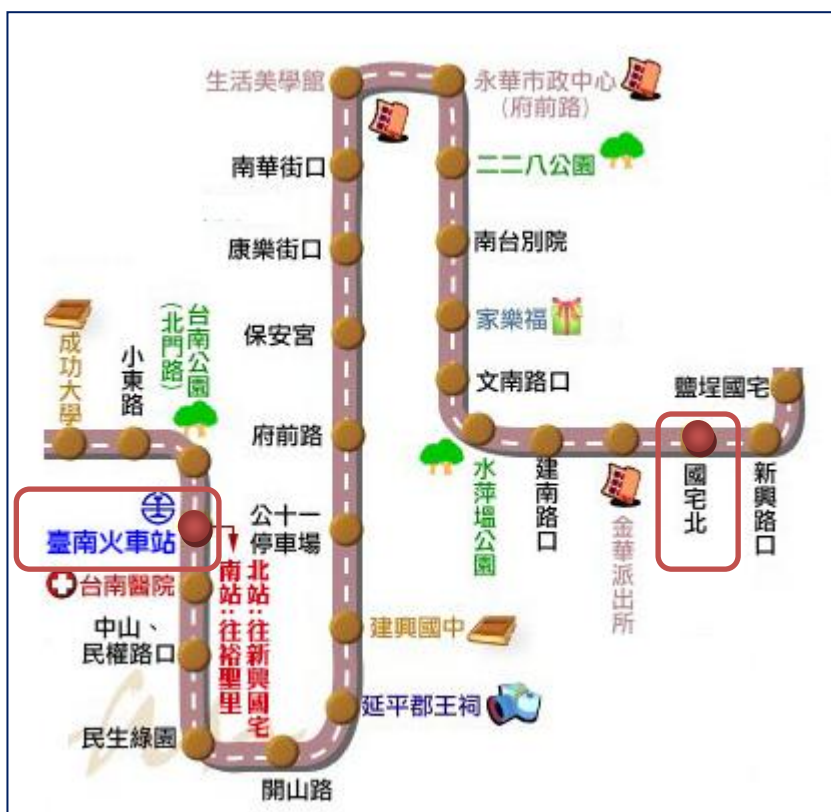 生活美學館
永華市政中心
(府前路)
南華街口
二二八公園
康樂街口
南台別院
保安宮
家樂福
文南路口
府前路
鹽埕國宅
成功大學
小東路
台南公園
(北門路)
臺南火車站
公十一
停車場
水萍塭公園
建南路口
金華派出所
國宅北
新興路口
台南醫院
北站:往新興國宅
南站:往裕聖里
中山、
民權路口
建興國中
民生綠園
延平郡王祠
開山路